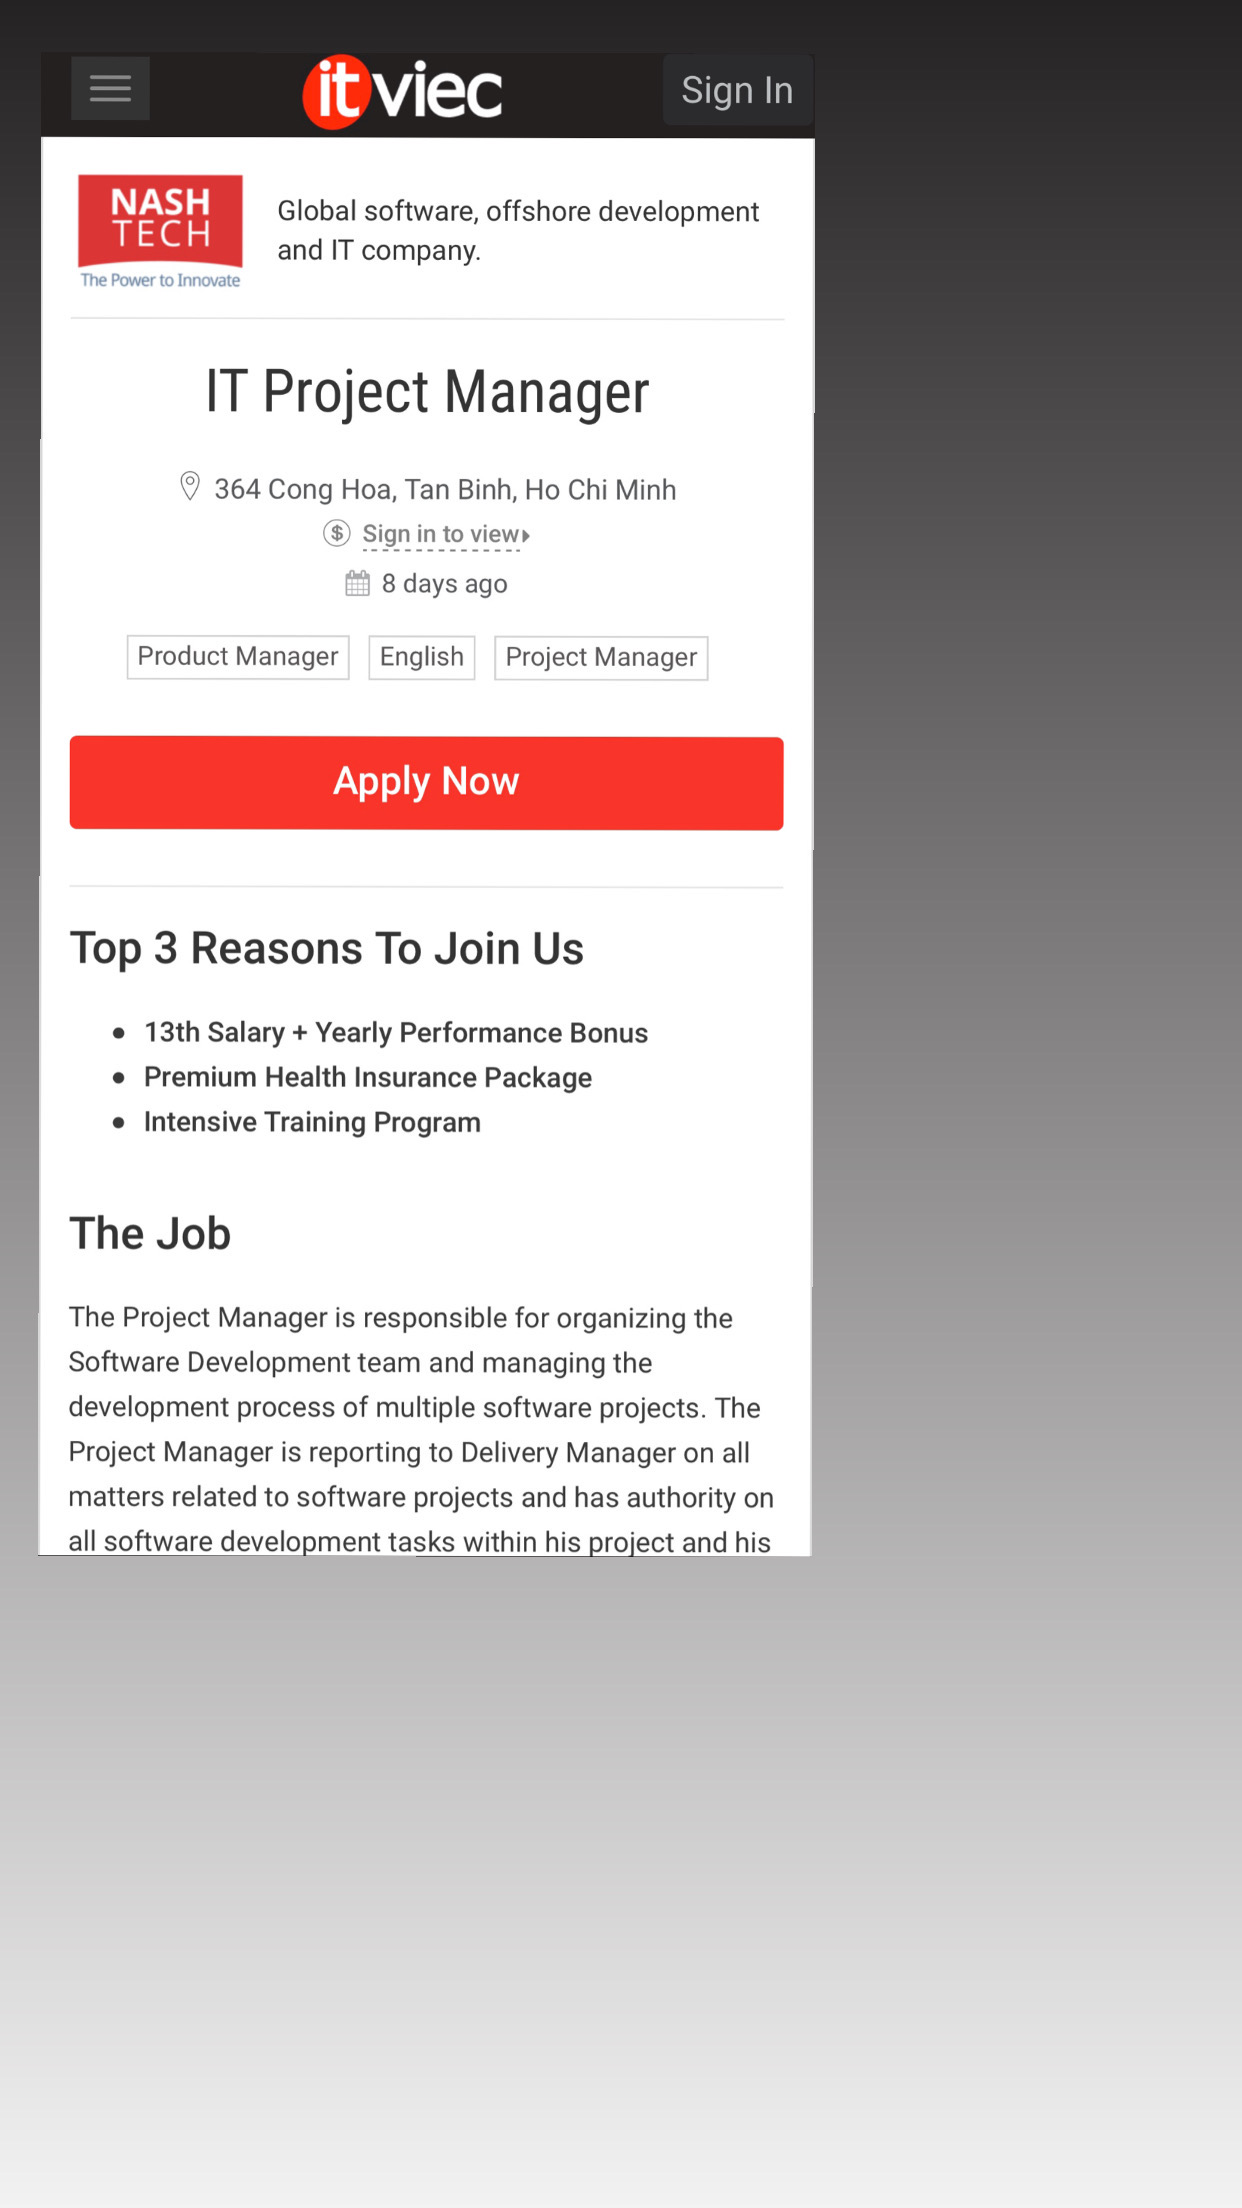 itviec
Sign In
NASH
TECH
The Power to Innovate
Global software, offshore development
and IT company.
IT Project Manager
364 Cong Hoa, Tan Binh, Ho Chi Minh
$ Sign in to view
8 days ago
Product Manager English Project Manager
Apply Now
Top 3 Reasons To Join Us
• 13th Salary + Yearly Performance Bonus
• Premium Health Insurance Package
• Intensive Training Program
The Job
The Project Manager is responsible for organizing the
Software Development team and managing the
development process of multiple software projects. The
Project Manager is reporting to Delivery Manager on all
matters related to software projects and has authority on
all software development tasks within his project and his